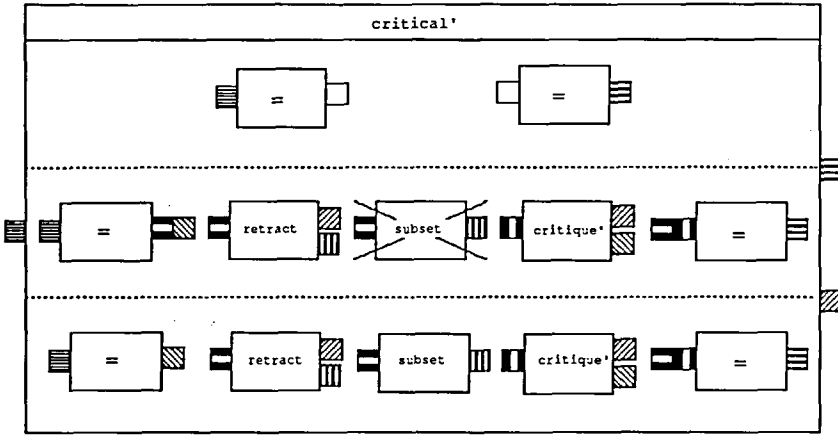 critical'
= =
= retract subset critique' =
= retract subset critique' =